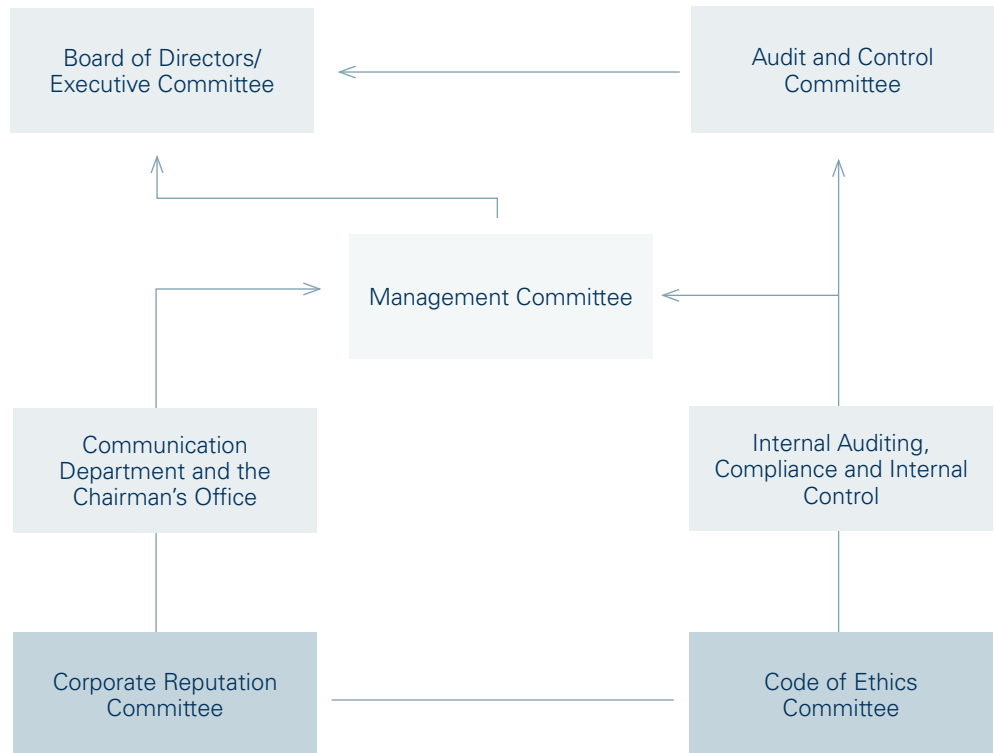 Board of Directors/
Executive Committee
Audit and Control
Committee
Management Committee
Communication
Department and the
Chairman’s Office
Internal Auditing,
Compliance and Internal
Control
Corporate Reputation
Committee
Code of Ethics
Committee